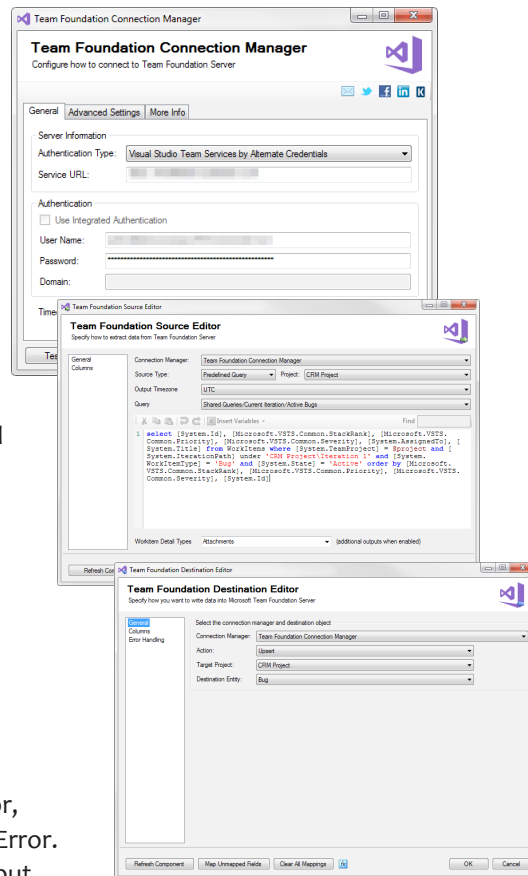 Team Foundation Connection Manager
Team Foundation Connection Manager
Configure how to connect to Team Foundation Server
General Advanced Settings More Info
Server Information
Authentication Type: Visual Studio Team Services by Alternate Credentials
Service URL:
Authentication
Use Integrated Authentication
User Name:
Password: **************************************************
Domain:
Team Foundation Source Editor
Team Foundation Source Editor
Specify how to extract data from Team Foundation Server
General
Columns
Connection Manager: Team Foundation Connection Manager
Source Type: Predefined Query Project: CRM Project
Output Timezone UTC
Query Shared Queries/Current Iteration/Active Bugs
Insert Variables Find
1 select [System.Id], [Microsoft.VSTS.Common.StackRank], [Microsoft.VSTS.
Common.Priority], [Microsoft.VSTS.Common.Severity], [System.AssignedTo], [
System.Title] from WorkItems where [System.TeamProject] = @project and [
System.IterationPath] under 'CRM Project\Iteration 1' and [System.
WorkItemType] = 'Bug' and [System.State] = 'Active' order by [Microsoft.
VSTS.Common.StackRank], [Microsoft.VSTS.Common.Priority], [Microsoft.VSTS.
Common.Severity], [System.Id]
Workitem Detail Types Attachments (additional outputs when enabled)
Team Foundation Destination Editor
Team Foundation Destination Editor
Specify how you want to write data into Microsoft Team Foundation Server
General
Columns
Error Handling
Select the connection manager and destination object
Connection Manager: Team Foundation Connection Manager
Action: Upsert
Target Project: CRM Project
Destination Entity: Bug
Error.
Refresh Component Map Unmapped Fields Clear All Mappings fx OK Cancel